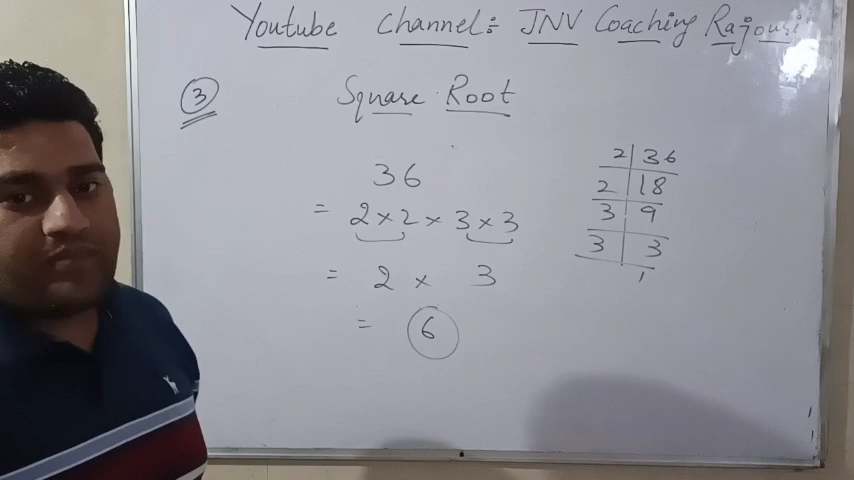 Youtube Channel:- JNV Coaching Rajouri
3 Square Root
36
= 2 × 2 × 3 × 3
= 2 × 3
= 6
2 | 36
2 | 18
3 | 9
3 | 3
1